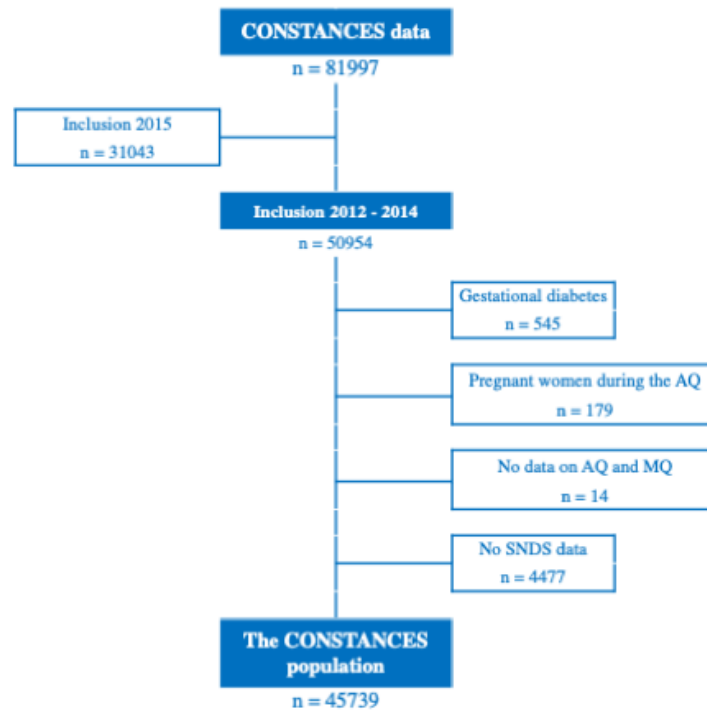 CONSTANCES data
n = 81997
Inclusion 2015
n = 31043
Inclusion 2012 - 2014
n = 50954
Gestational diabetes
n = 545
Pregnant women during the AQ
n = 179
No data on AQ and MQ
n = 14
No SNDS data
n = 4477
The CONSTANCES
population
n = 45739